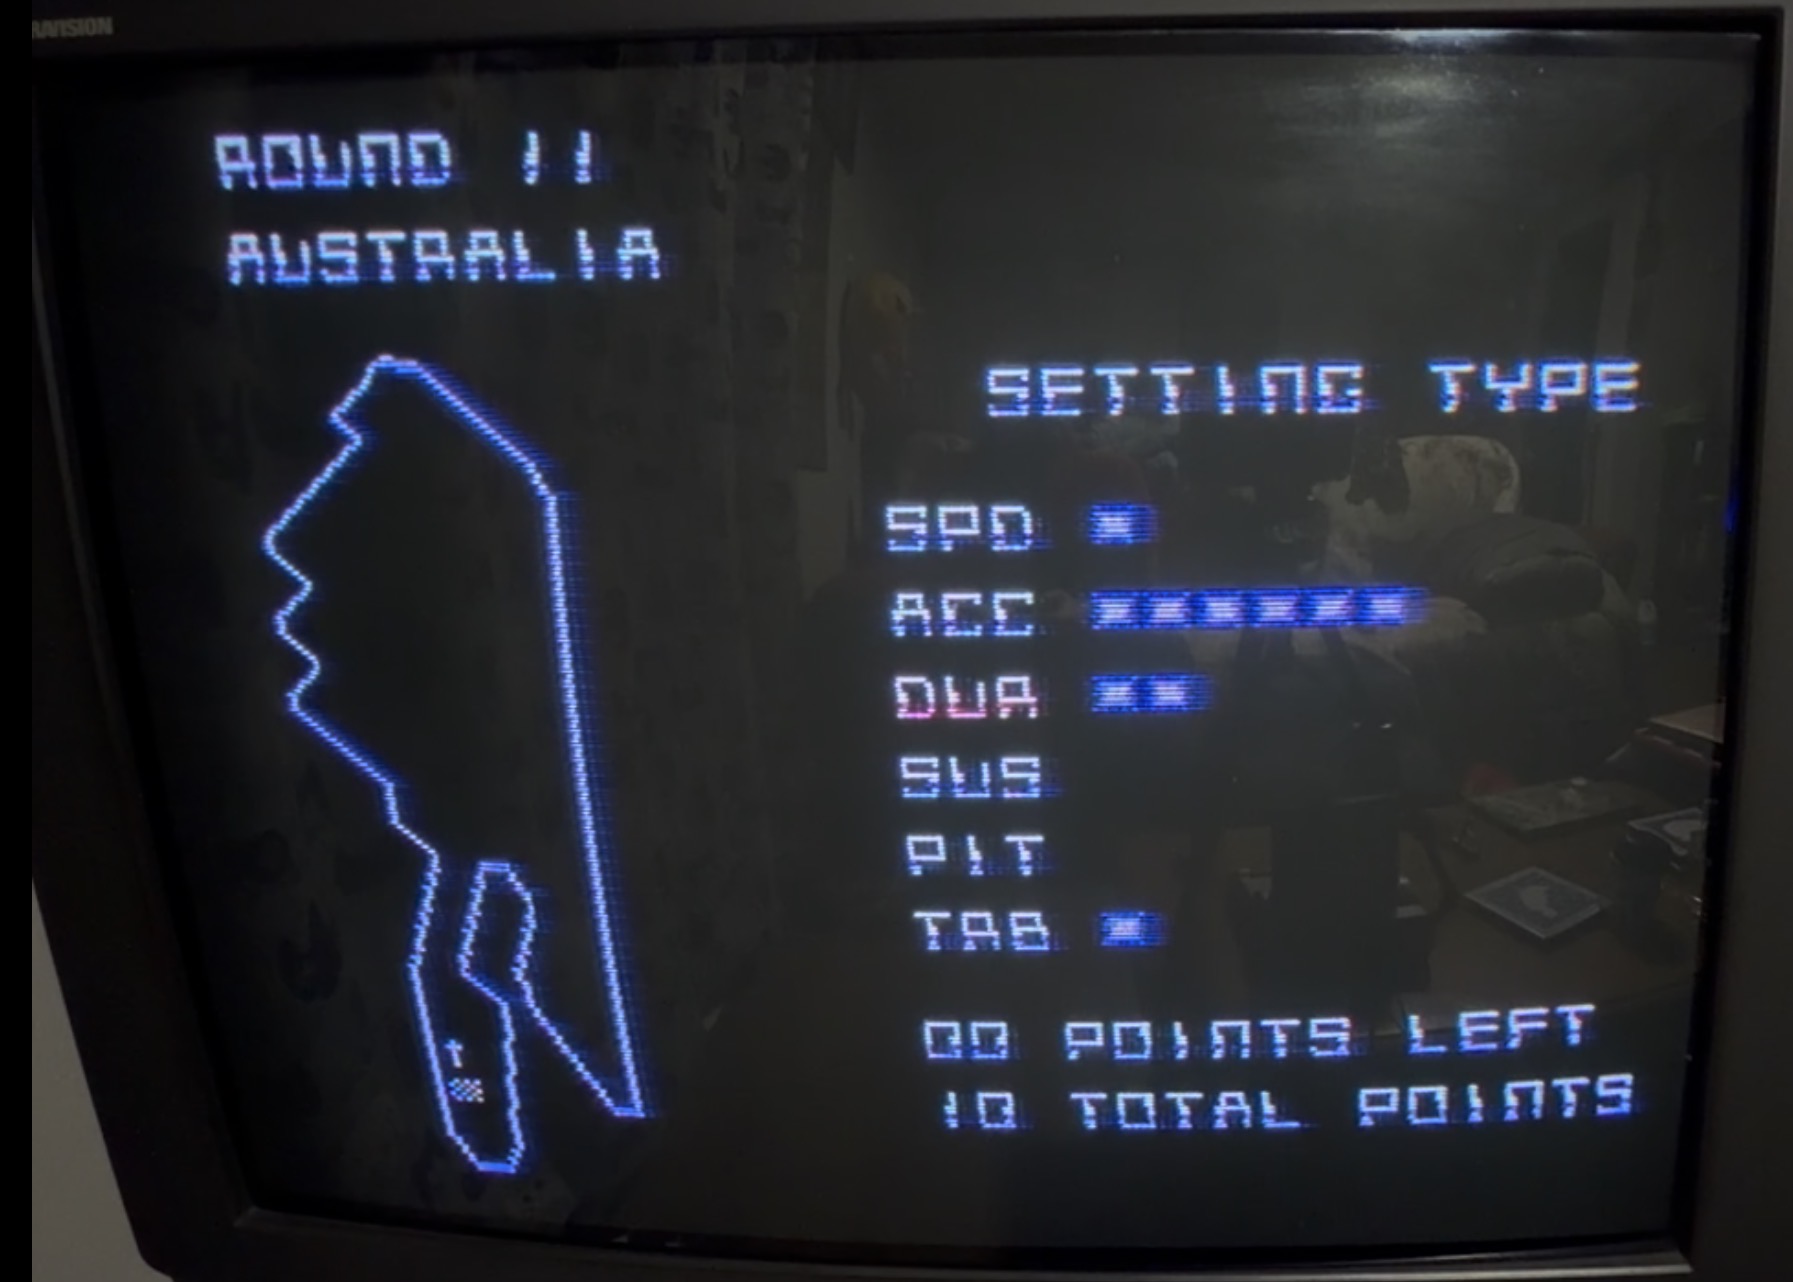 ROUND 11
AUSTRALIA
SETTING TYPE
SPD
ACC
DUR
SUS
PIT
TAB
00 POINTS LEFT
10 TOTAL POINTS